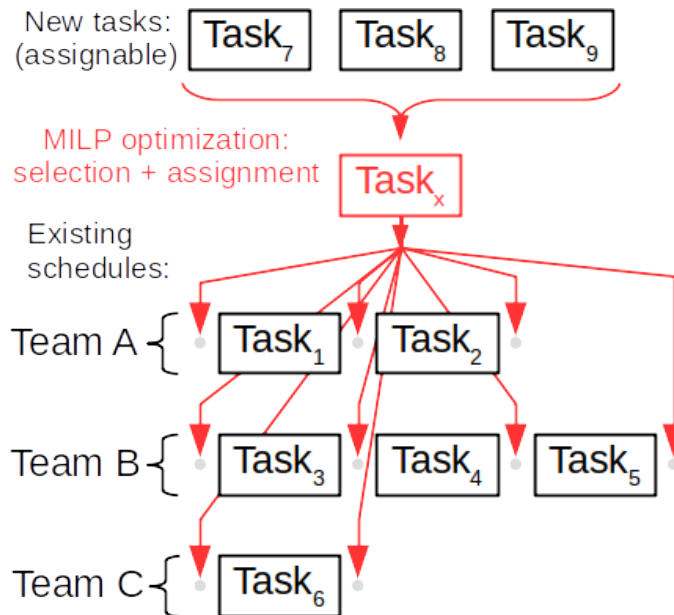 New tasks:
(assignable)
Task7 Task8 Task9
MILP optimization:
selection + assignment
Taskx
Existing
schedules:
Team A { Task1 Task2
Team B { Task3 Task4 Task5
Team C { Task6